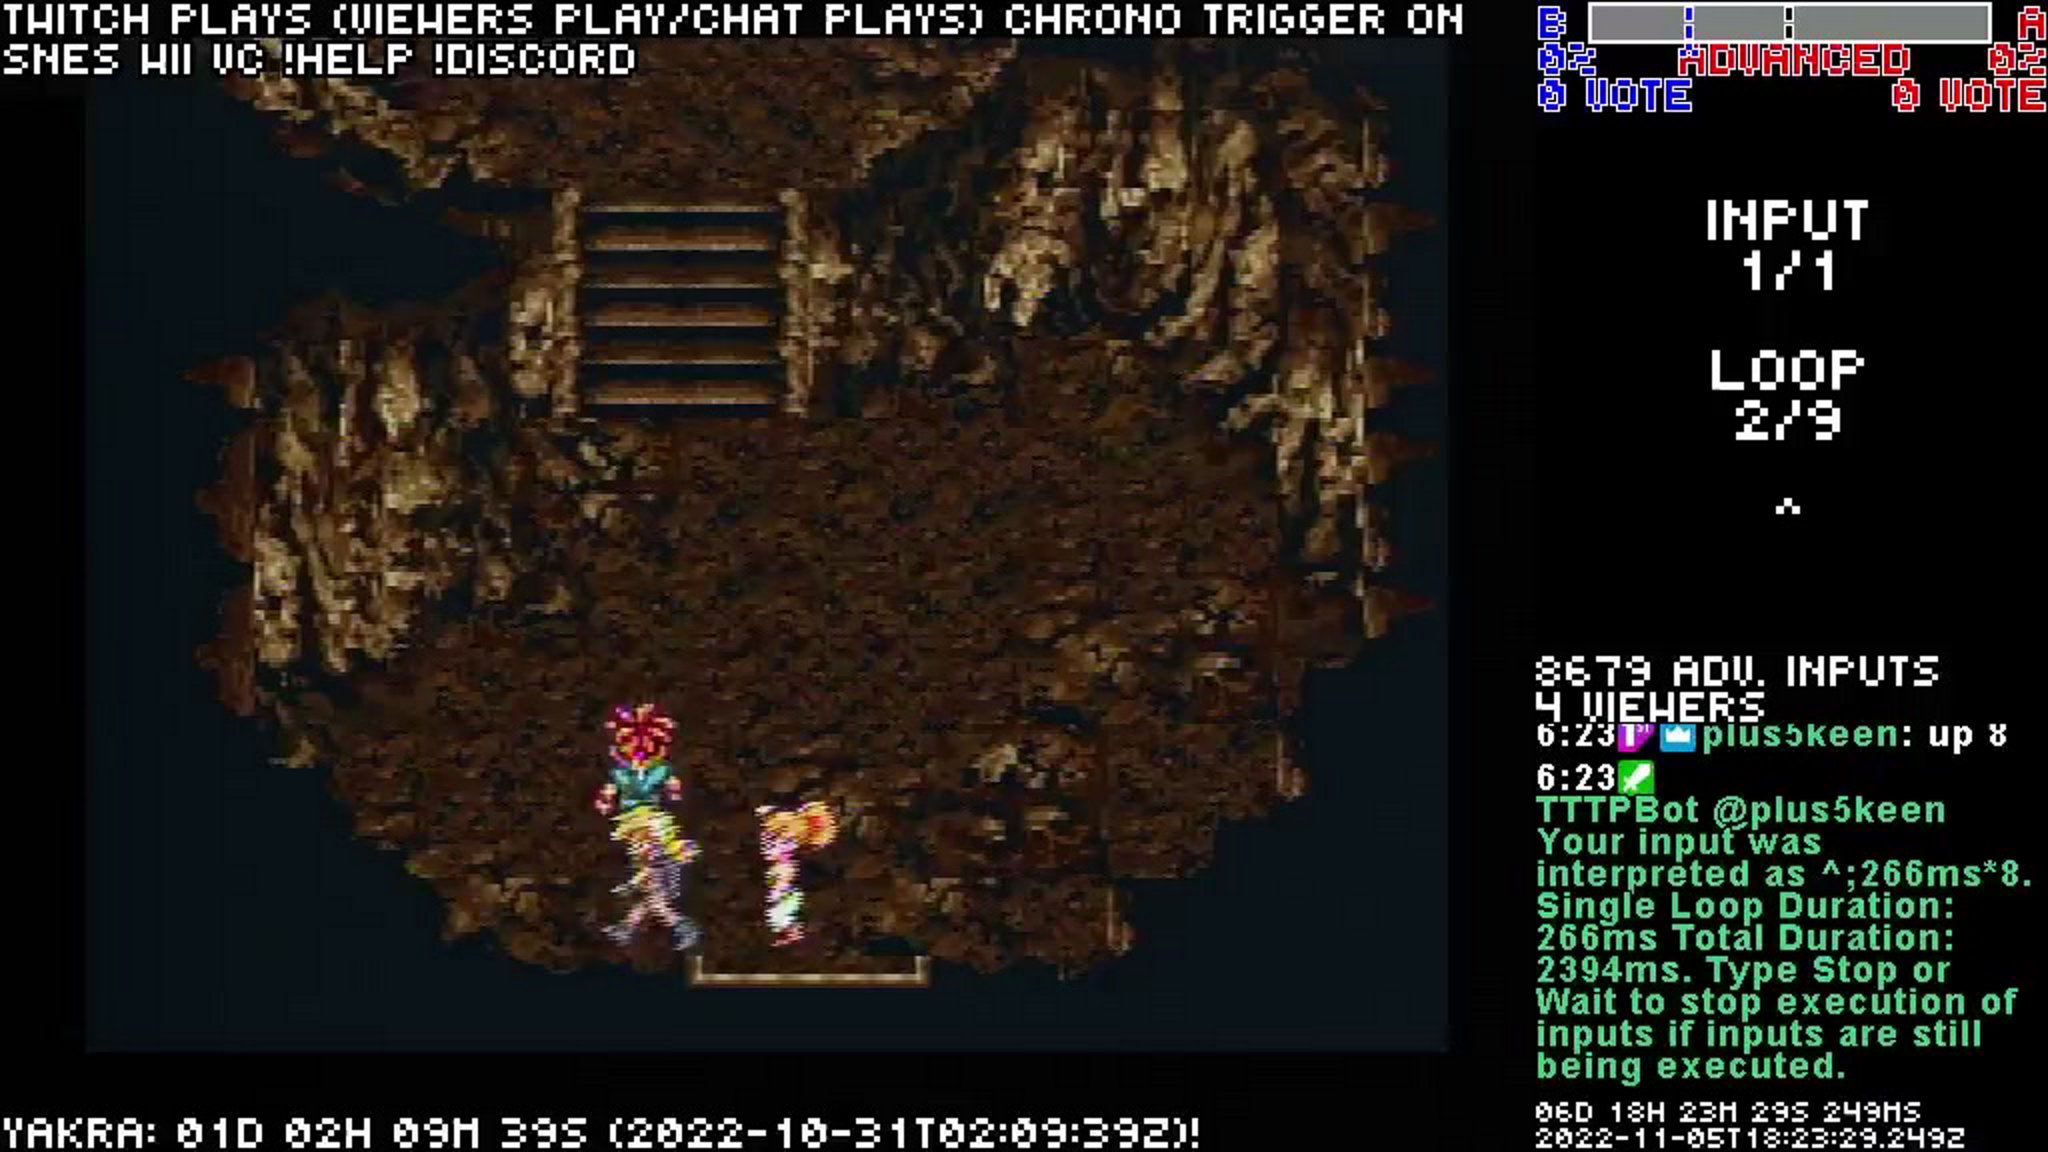 TWITCH PLAYS (VIEWERS PLAY/CHAT PLAYS) CHRONO TRIGGER ON
SNES WII VC !HELP !DISCORD
B A
0% ADVANCED 0%
0 VOTE 0 VOTE
INPUT
1/1
LOOP
2/9
^
8679 ADV. INPUTS
4 VIEWERS
6:23 1ST plus5keen: up 8
6:23
TTTPBot @plus5keen
Your input was
interpreted as ^;266ms*8.
Single Loop Duration:
266ms Total Duration:
2394ms. Type Stop or
Wait to stop execution of
inputs if inputs are still
being executed.
06D 18H 23M 29S 249MS
2022-11-05T18:23:29.249Z
YAKRA: 01D 02H 09M 39S (2022-10-31T02:09:39Z)!